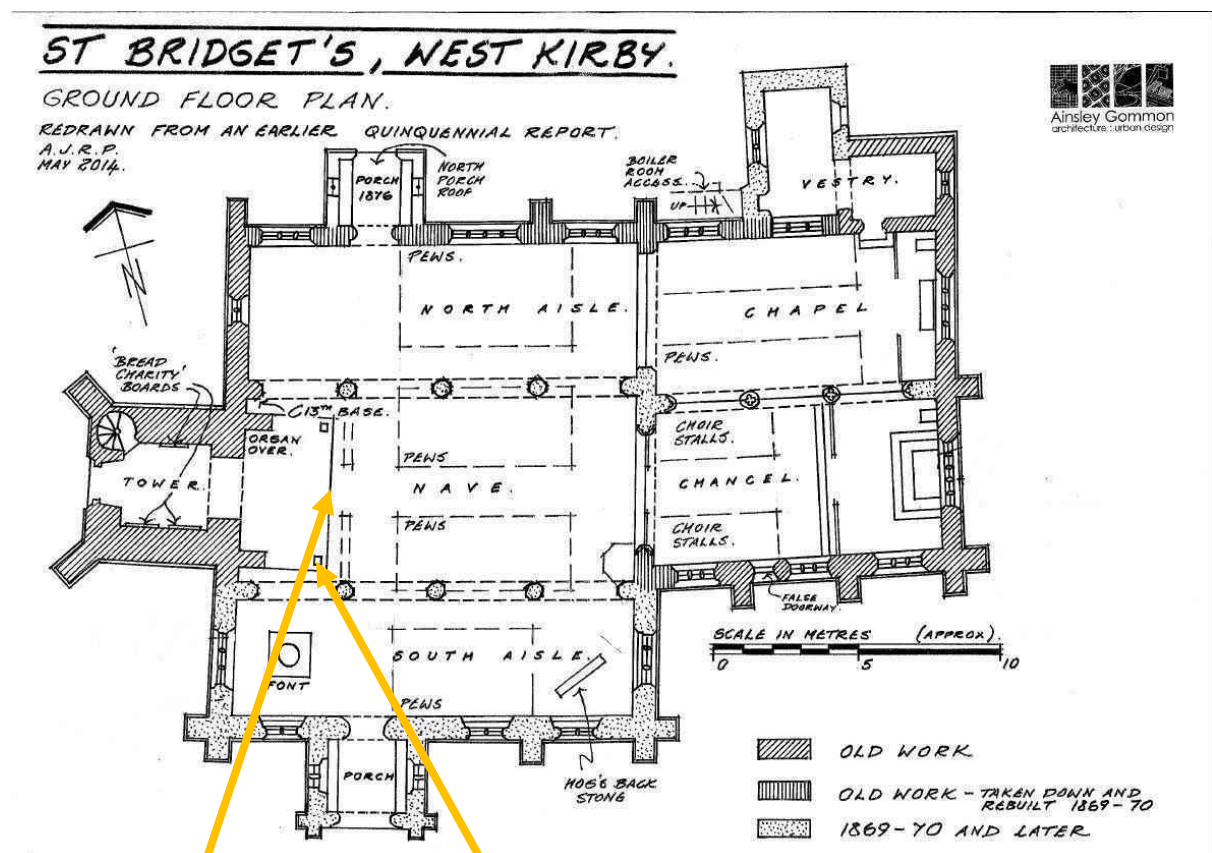 ST BRIDGET'S, WEST KIRBY.
GROUND FLOOR PLAN.
REDRAWN FROM AN EARLIER QUINQUENNIAL REPORT.
A.J.R.P.
MAY 2014.
Ainsley Gommon
architecture : urban design
N
PORCH
1876
NORTH
PORCH
ROOF
BOILER
ROOM
ACCESS.
UP
VESTRY.
PEWS.
NORTH AISLE.
CHAPEL
PEWS.
'BREAD
CHARITY'
BOARDS
C13TH BASE.
ORGAN
OVER.
TOWER.
PEWS
NAVE.
PEWS
CHOIR
STALLS.
CHANCEL.
CHOIR
STALLS.
FALSE
DOORWAY.
SCALE IN METRES (APPROX).
0 5 10
SOUTH AISLE.
FONT
PEWS
PORCH
HOG'S BACK
STONE
OLD WORK
OLD WORK - TAKEN DOWN AND
REBUILT 1869-70
1869-70 AND LATER